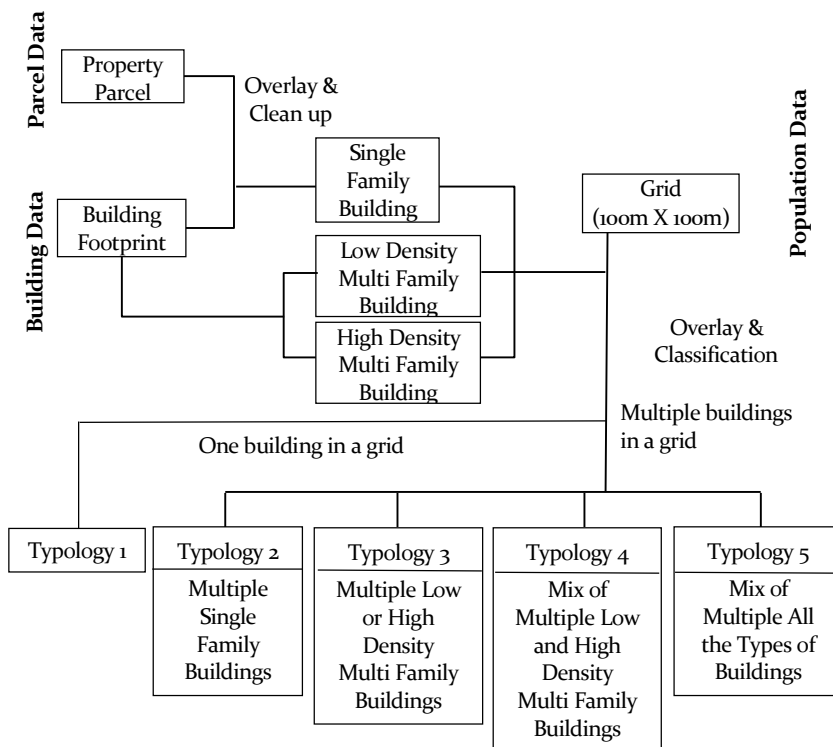 Parcel Data
Property
Parcel
Overlay &
Clean up
Building Data
Building
Footprint
Single
Family
Building
Low Density
Multi Family
Building
High Density
Multi Family
Building
Grid
(100m X 100m)
Population Data
Overlay &
Classification
One building in a grid
Multiple buildings
in a grid
Typology 1
Typology 2
Multiple
Single
Family
Buildings
Typology 3
Multiple Low
or High
Density
Multi Family
Buildings
Typology 4
Mix of
Multiple Low
and High
Density
Multi Family
Buildings
Typology 5
Mix of
Multiple All
the Types of
Buildings